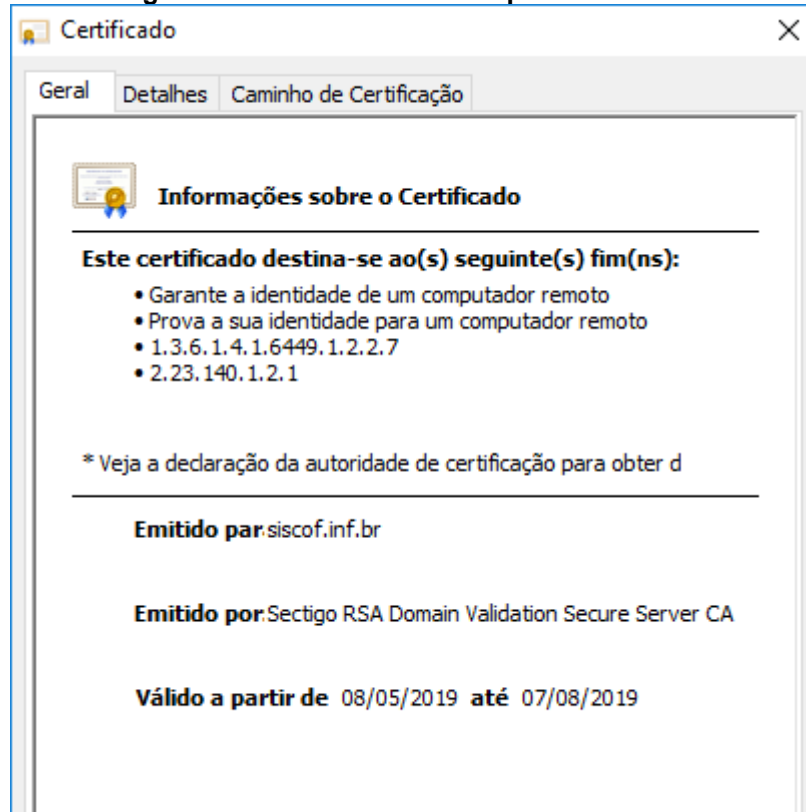 Certificado
Geral Detalhes Caminho de Certificação
Informações sobre o Certificado
Este certificado destina-se ao(s) seguinte(s) fim(ns):
• Garante a identidade de um computador remoto
• Prova a sua identidade para um computador remoto
• 1.3.6.1.4.1.6449.1.2.2.7
• 2.23.140.1.2.1
* Veja a declaração da autoridade de certificação para obter d
Emitido par siscof.inf.br
Emitido por: Sectigo RSA Domain Validation Secure Server CA
Válido a partir de 08/05/2019 até 07/08/2019